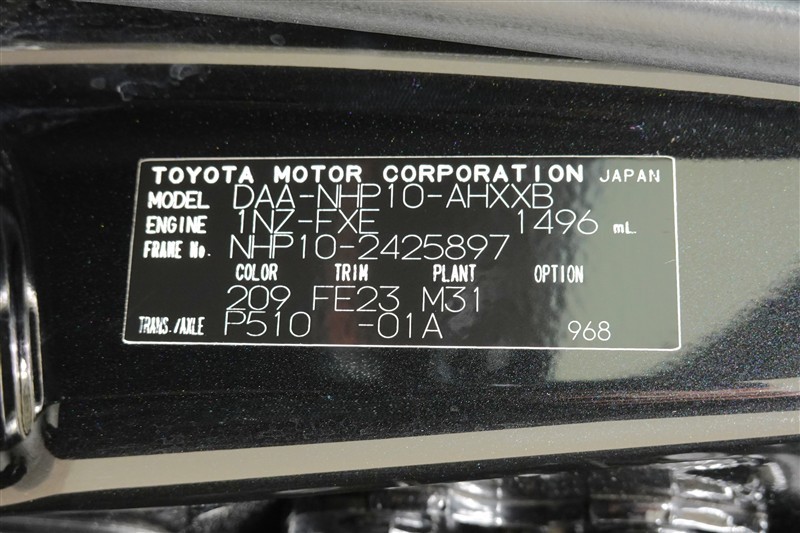 TOYOTA MOTOR CORPORATION JAPAN
MODEL DAA-NHP10-AHXXB
ENGINE 1NZ-FXE 1496 mL.
FRAME No. NHP10-2425897
COLOR TRIM PLANT OPTION
209 FE23 M31
TRANS./AXLE P510 -01A 968